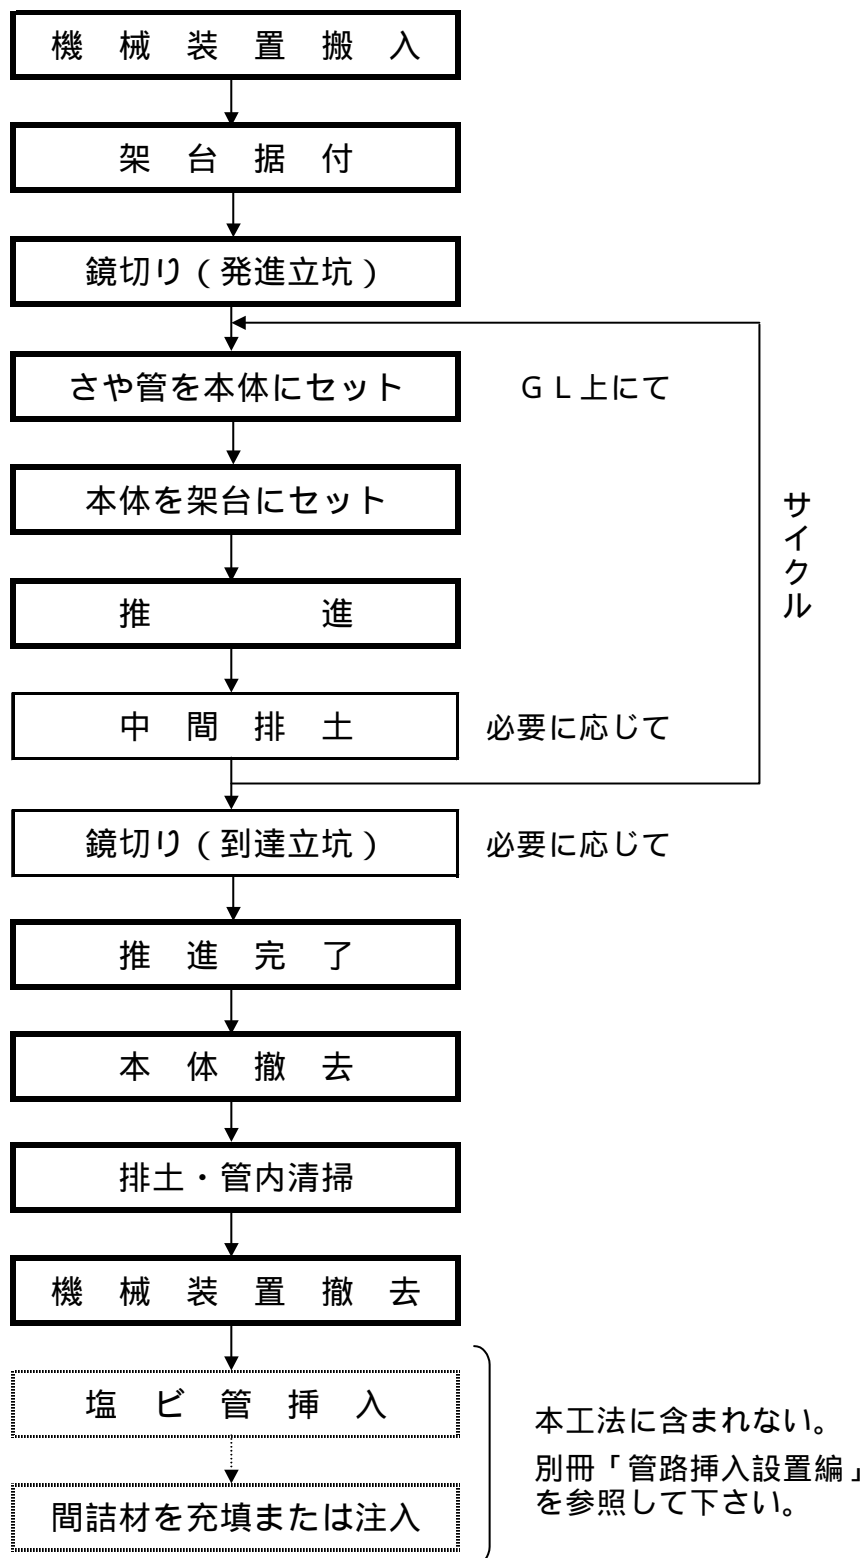 機械装置搬入
架台据付
鏡切り（発進立坑）
さや管を本体にセット
ＧＬ上にて
本体を架台にセット
サイクル
推進
中間排土
必要に応じて
鏡切り（到達立坑）
必要に応じて
推進完了
本体撤去
排土・管内清掃
機械装置撤去
塩ビ管挿入
本工法に含まれない。
別冊「管路挿入設置編」
を参照して下さい。
間詰材を充填または注入